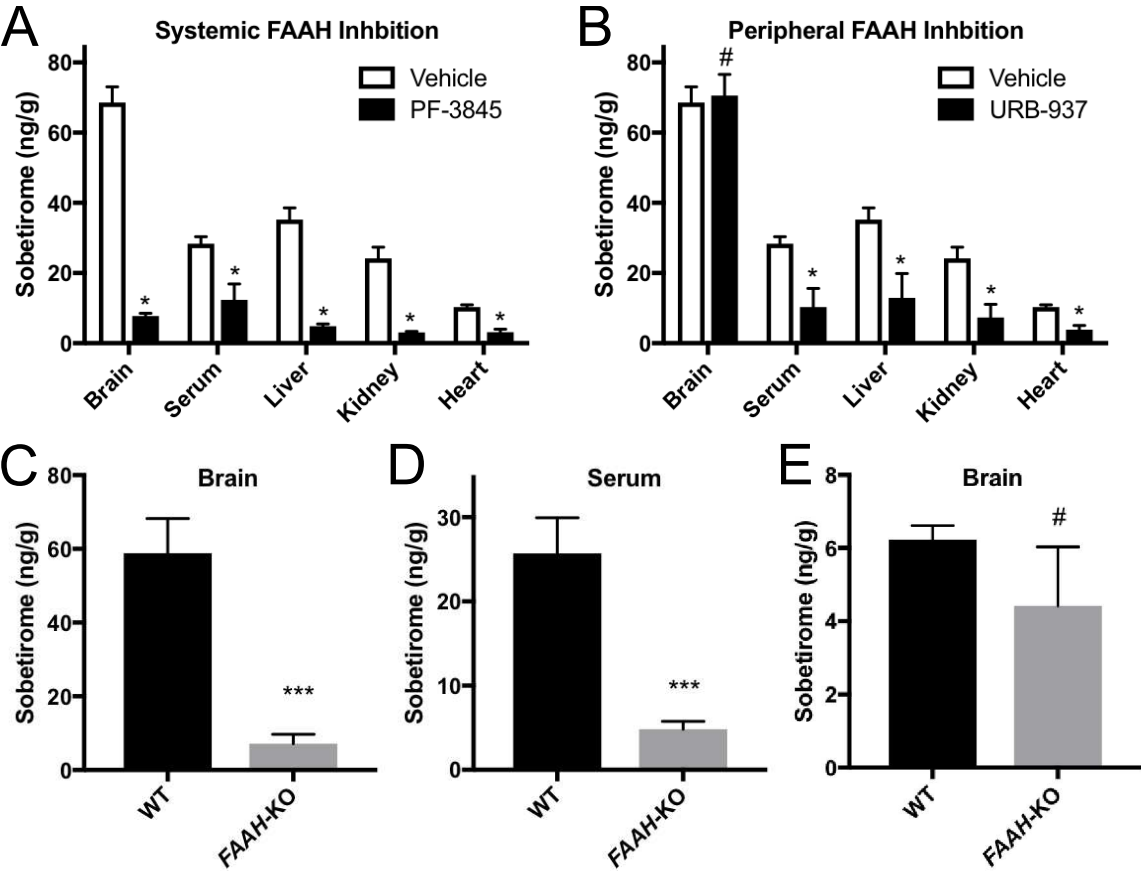 A
Systemic FAAH Inhbition
Sobetirome (ng/g)
80
60
40
20
0
Vehicle
PF-3845
*
*
*
*
*
Brain
Serum
Liver
Kidney
Heart
B
Peripheral FAAH Inhbition
Sobetirome (ng/g)
80
60
40
20
0
Vehicle
URB-937
#
*
*
*
*
Brain
Serum
Liver
Kidney
Heart
C
Brain
Sobetirome (ng/g)
80
60
40
20
0
***
WT
FAAH-KO
D
Serum
Sobetirome (ng/g)
30
20
10
0
***
WT
FAAH-KO
E
Brain
Sobetirome (ng/g)
8
6
4
2
0
#
WT
FAAH-KO